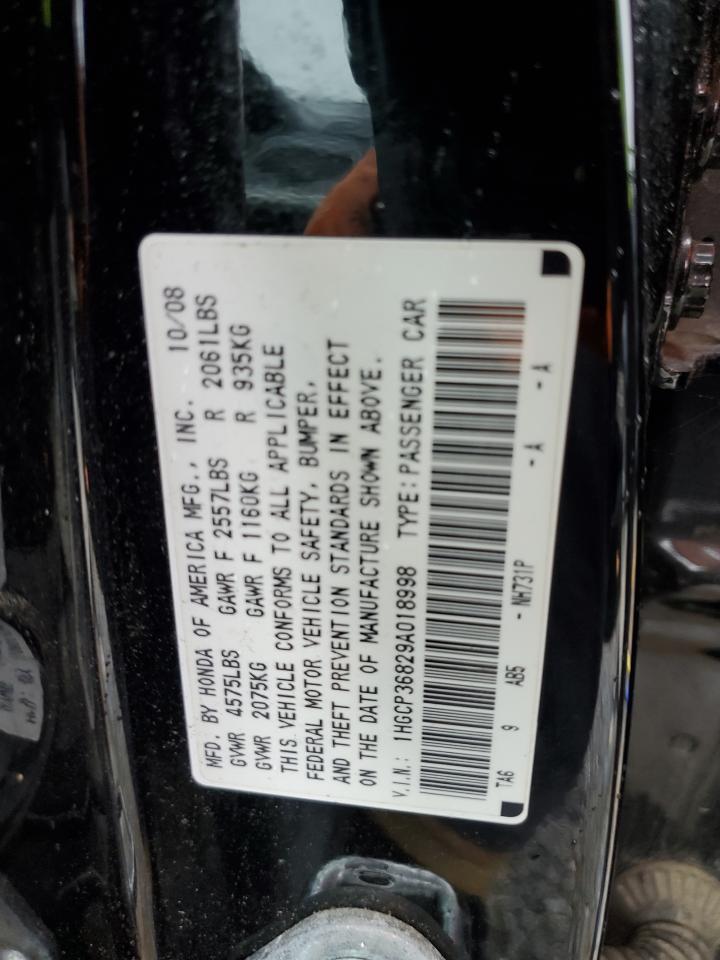 MFD. BY HONDA OF AMERICA MFG., INC. 10/08
GVWR 4575LBS GAWR F 2557LBS R 2061LBS
GVWR 2075KG GAWR F 1160KG R 935KG
THIS VEHICLE CONFORMS TO ALL APPLICABLE
FEDERAL MOTOR VEHICLE SAFETY, BUMPER,
AND THEFT PREVENTION STANDARDS IN EFFECT
ON THE DATE OF MANUFACTURE SHOWN ABOVE.
V.I.N.: 1HGCP36829A018998 TYPE:PASSENGER CAR
TA6 9 AB5 - NH731P - A - A